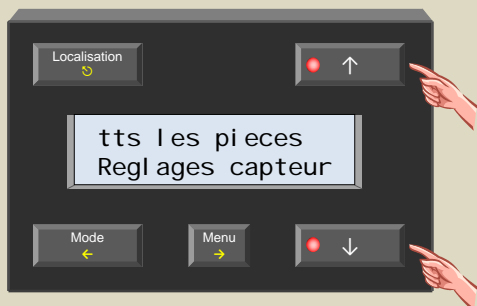 Localisation
tts les pieces
Reglages capteur
Mode
Menu